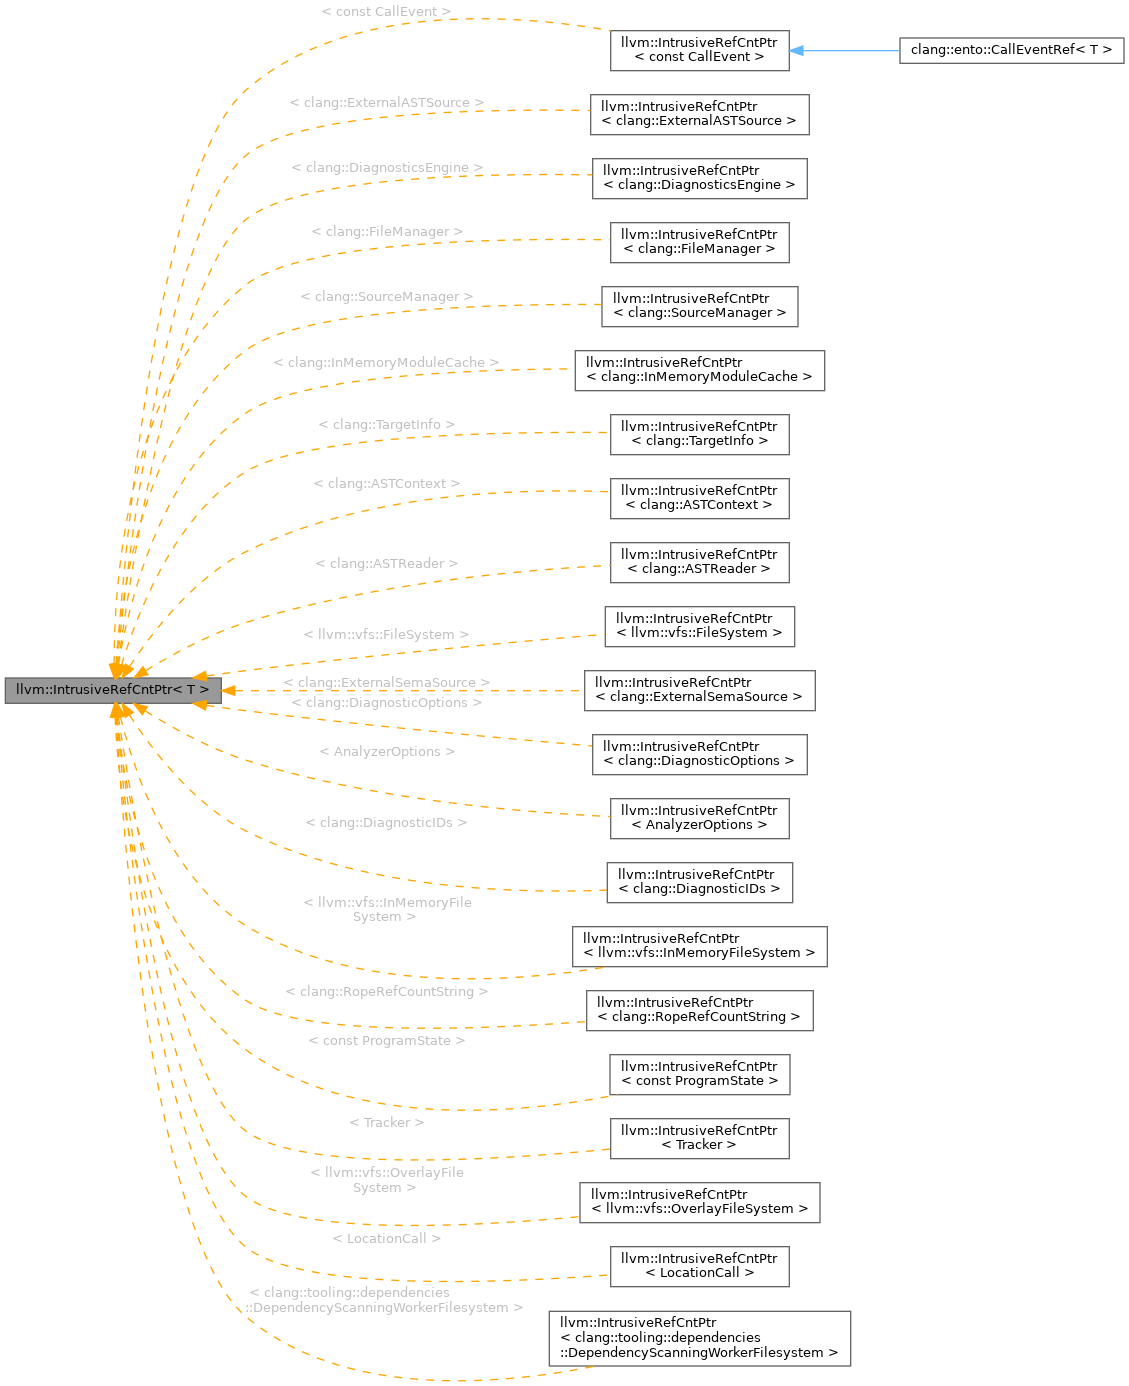 < const CallEvent >
llvm::IntrusiveRefCntPtr
< const CallEvent >
clang::ento::CallEventRef< T >
< clang::ExternalASTSource >
llvm::IntrusiveRefCntPtr
< clang::ExternalASTSource >
< clang::DiagnosticsEngine >
llvm::IntrusiveRefCntPtr
< clang::DiagnosticsEngine >
< clang::FileManager >
llvm::IntrusiveRefCntPtr
< clang::FileManager >
< clang::SourceManager >
llvm::IntrusiveRefCntPtr
< clang::SourceManager >
< clang::InMemoryModuleCache >
llvm::IntrusiveRefCntPtr
< clang::InMemoryModuleCache >
< clang::TargetInfo >
llvm::IntrusiveRefCntPtr
< clang::TargetInfo >
< clang::ASTContext >
llvm::IntrusiveRefCntPtr
< clang::ASTContext >
< clang::ASTReader >
llvm::IntrusiveRefCntPtr
< clang::ASTReader >
< llvm::vfs::FileSystem >
llvm::IntrusiveRefCntPtr
< llvm::vfs::FileSystem >
llvm::IntrusiveRefCntPtr< T >
< clang::ExternalSemaSource >
llvm::IntrusiveRefCntPtr
< clang::ExternalSemaSource >
< clang::DiagnosticOptions >
llvm::IntrusiveRefCntPtr
< clang::DiagnosticOptions >
< AnalyzerOptions >
llvm::IntrusiveRefCntPtr
< AnalyzerOptions >
< clang::DiagnosticIDs >
llvm::IntrusiveRefCntPtr
< clang::DiagnosticIDs >
< llvm::vfs::InMemoryFile
System >
llvm::IntrusiveRefCntPtr
< llvm::vfs::InMemoryFileSystem >
< clang::RopeRefCountString >
llvm::IntrusiveRefCntPtr
< clang::RopeRefCountString >
< const ProgramState >
llvm::IntrusiveRefCntPtr
< const ProgramState >
< Tracker >
llvm::IntrusiveRefCntPtr
< Tracker >
< llvm::vfs::OverlayFile
System >
llvm::IntrusiveRefCntPtr
< llvm::vfs::OverlayFileSystem >
< LocationCall >
llvm::IntrusiveRefCntPtr
< LocationCall >
< clang::tooling::dependencies
::DependencyScanningWorkerFilesystem >
llvm::IntrusiveRefCntPtr
< clang::tooling::dependencies
::DependencyScanningWorkerFilesystem >